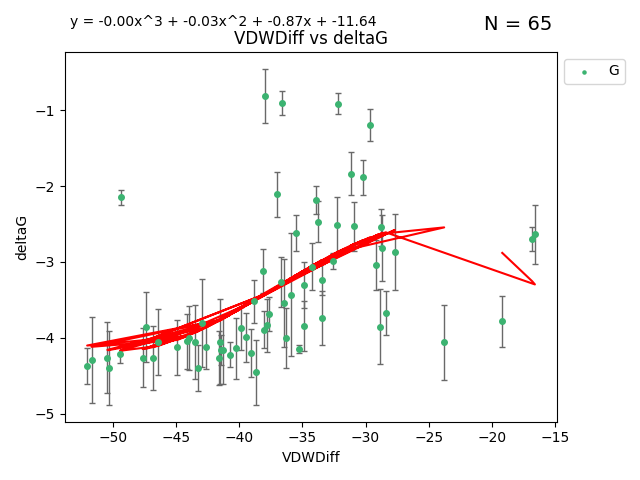 y = -0.00x^3 + -0.03x^2 + -0.87x + -11.64
N = 65
VDWDiff vs deltaG
G
deltaG
−1
−2
−3
−4
−5
−50
−45
−40
−35
−30
−25
−20
−15
VDWDiff